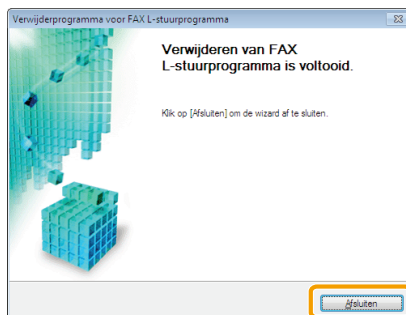 Verwijderprogramma voor FAX L-stuurprogramma
Verwijderen van FAX
L-stuurprogramma is voltooid.
Klik op [Afsluiten] om de wizard af te sluiten.
Afsluiten